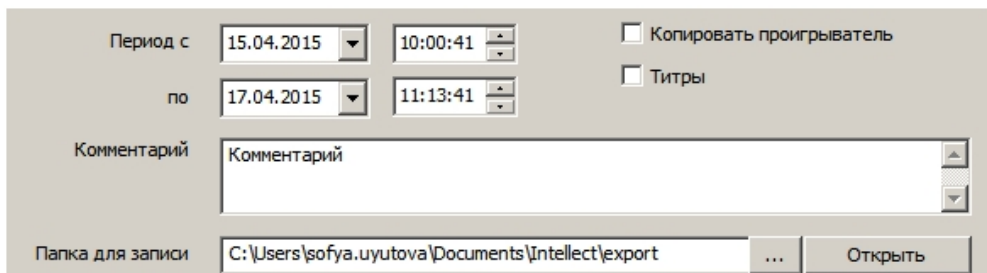 Период с 15.04.2015 10:00:41 Копировать проигрыватель
Титры
по 17.04.2015 11:13:41
Комментарий Комментарий
Папка для записи C:\Users\sofya.uyutova\Documents\Intellect\export ... Открыть